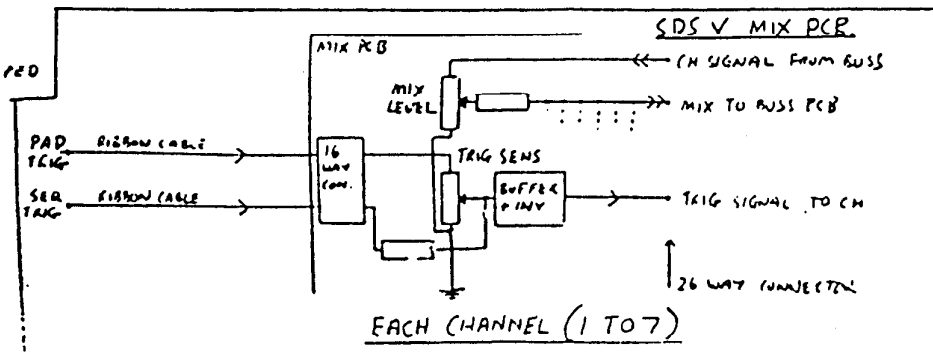 SDS V MIX PCB
MIX PCB
CH SIGNAL FROM BUSS
PED
MIX
LEVEL
MIX TO BUSS PCB
PAD
TRIG
RIBBON CABLE
16
WAY
CON.
TRIG SENS
SER
TRIG
RIBBON CABLE
BUFFER
+ INV
TRIG SIGNAL TO CH
26 WAY CONNECTOR
EACH CHANNEL (1 TO 7)